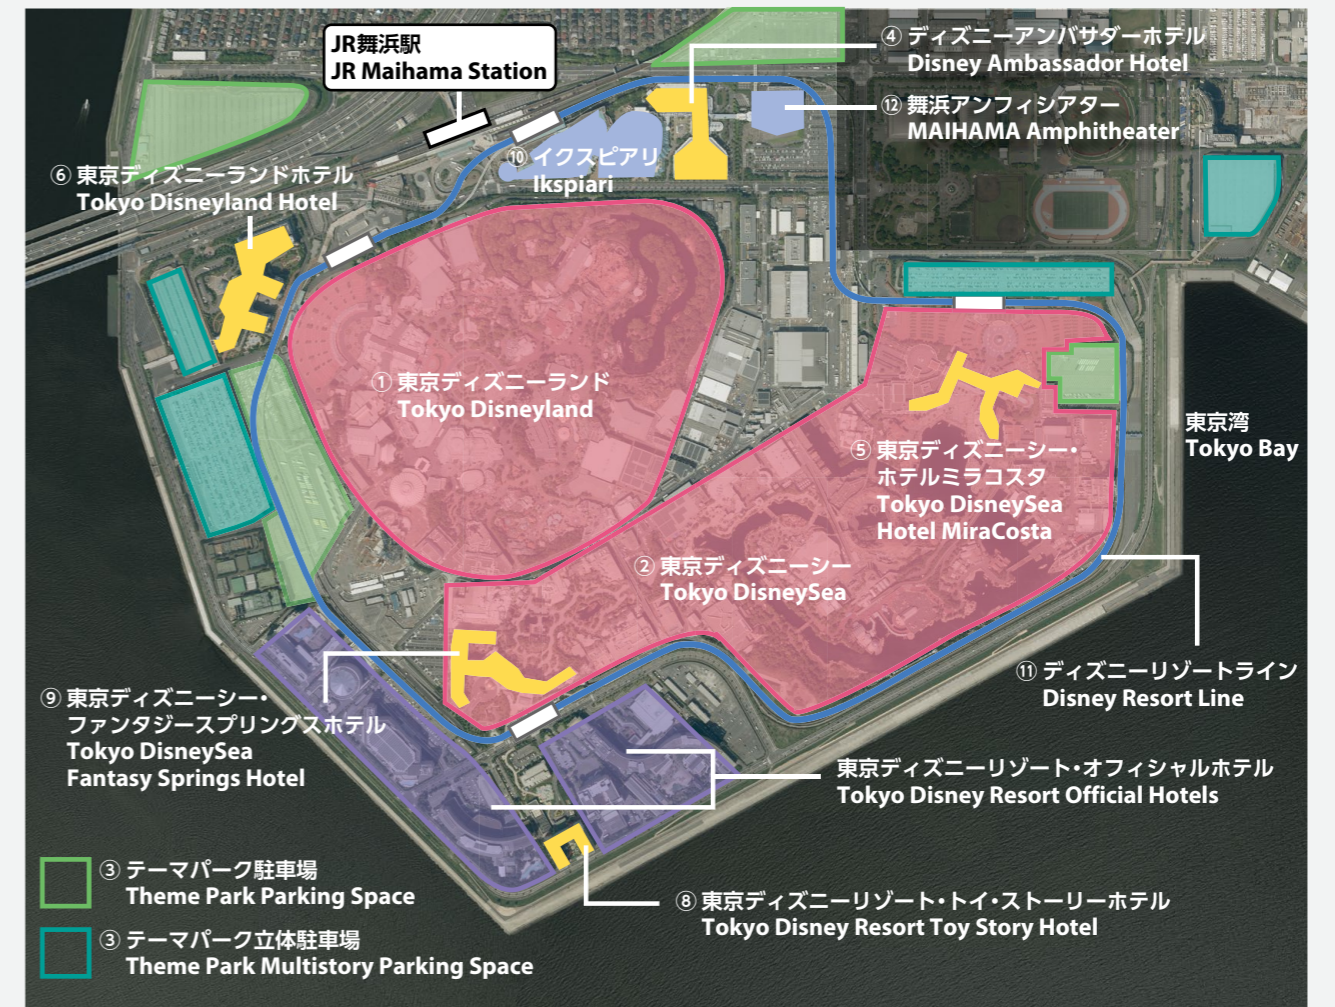 JR舞浜駅
JR Maihama Station
④ ディズニーアンバサダーホテル
Disney Ambassador Hotel
⑫ 舞浜アンフィシアター
MAIHAMA Amphitheater
⑩ イクスピアリ
Ikspiari
⑥ 東京ディズニーランドホテル
Tokyo Disneyland Hotel
① 東京ディズニーランド
Tokyo Disneyland
東京湾
Tokyo Bay
⑤ 東京ディズニーシー・
ホテルミラコスタ
Tokyo DisneySea
Hotel MiraCosta
② 東京ディズニーシー
Tokyo DisneySea
⑪ ディズニーリゾートライン
Disney Resort Line
⑨ 東京ディズニーシー・
ファンタジースプリングスホテル
Tokyo DisneySea
Fantasy Springs Hotel
東京ディズニーリゾート・オフィシャルホテル
Tokyo Disney Resort Official Hotels
⑧ 東京ディズニーリゾート・トイ・ストーリーホテル
Tokyo Disney Resort Toy Story Hotel
③ テーマパーク駐車場
Theme Park Parking Space
③ テーマパーク立体駐車場
Theme Park Multistory Parking Space